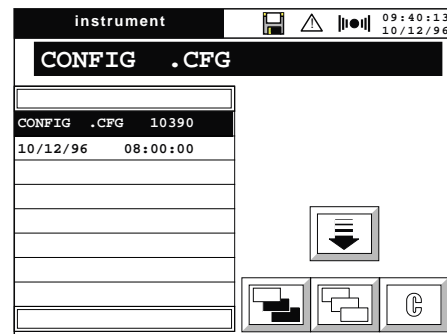 instrument
09:40:13
10/12/96
CONFIG .CFG
CONFIG .CFG 10390
10/12/96 08:00:00
C